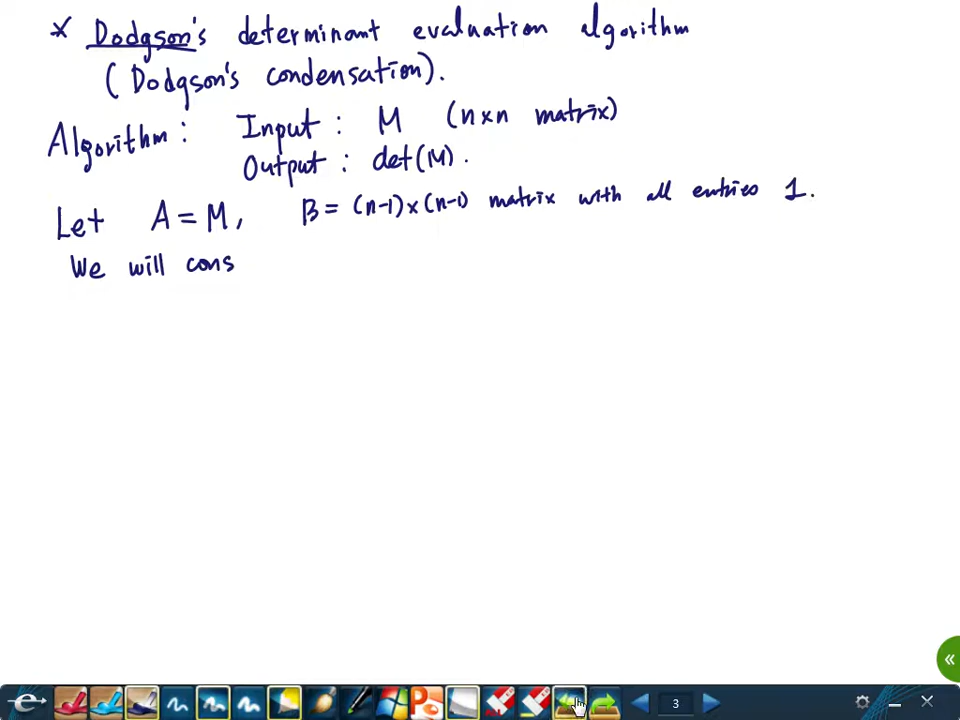 * Dodgson's determinant evaluation algorithm
(Dodgson's condensation).
Algorithm: Input: M (n×n matrix)
Output: det(M).
Let A = M, B = (n-1)×(n-1) matrix with all entries 1.
We will cons
3